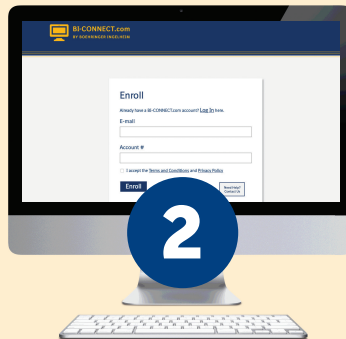 BI-CONNECT.com
BY BOEHRINGER INGELHEIM
Enroll
Already have a BI-CONNECT.com account? Log In here.
E-mail
Account #
I accept the Terms and Conditions and Privacy Policy
Enroll
Need Help?
Contact Us
2